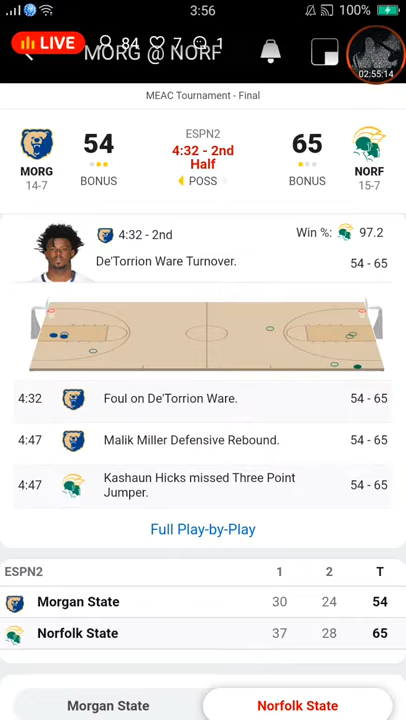 3:56
100%
LIVE 84 7 1
MORG @ NORF
02:55:14
MEAC Tournament - Final
54 ESPN2 65
4:32 - 2nd
Half
MORG BONUS POSS BONUS NORF
14-7 15-7
4:32 - 2nd Win %: 97.2
De'Torrion Ware Turnover. 54 - 65
4:32 Foul on De'Torrion Ware. 54 - 65
4:47 Malik Miller Defensive Rebound. 54 - 65
4:47 Kashaun Hicks missed Three Point
Jumper. 54 - 65
Full Play-by-Play
ESPN2 1 2 T
Morgan State 30 24 54
Norfolk State 37 28 65
Morgan State Norfolk State